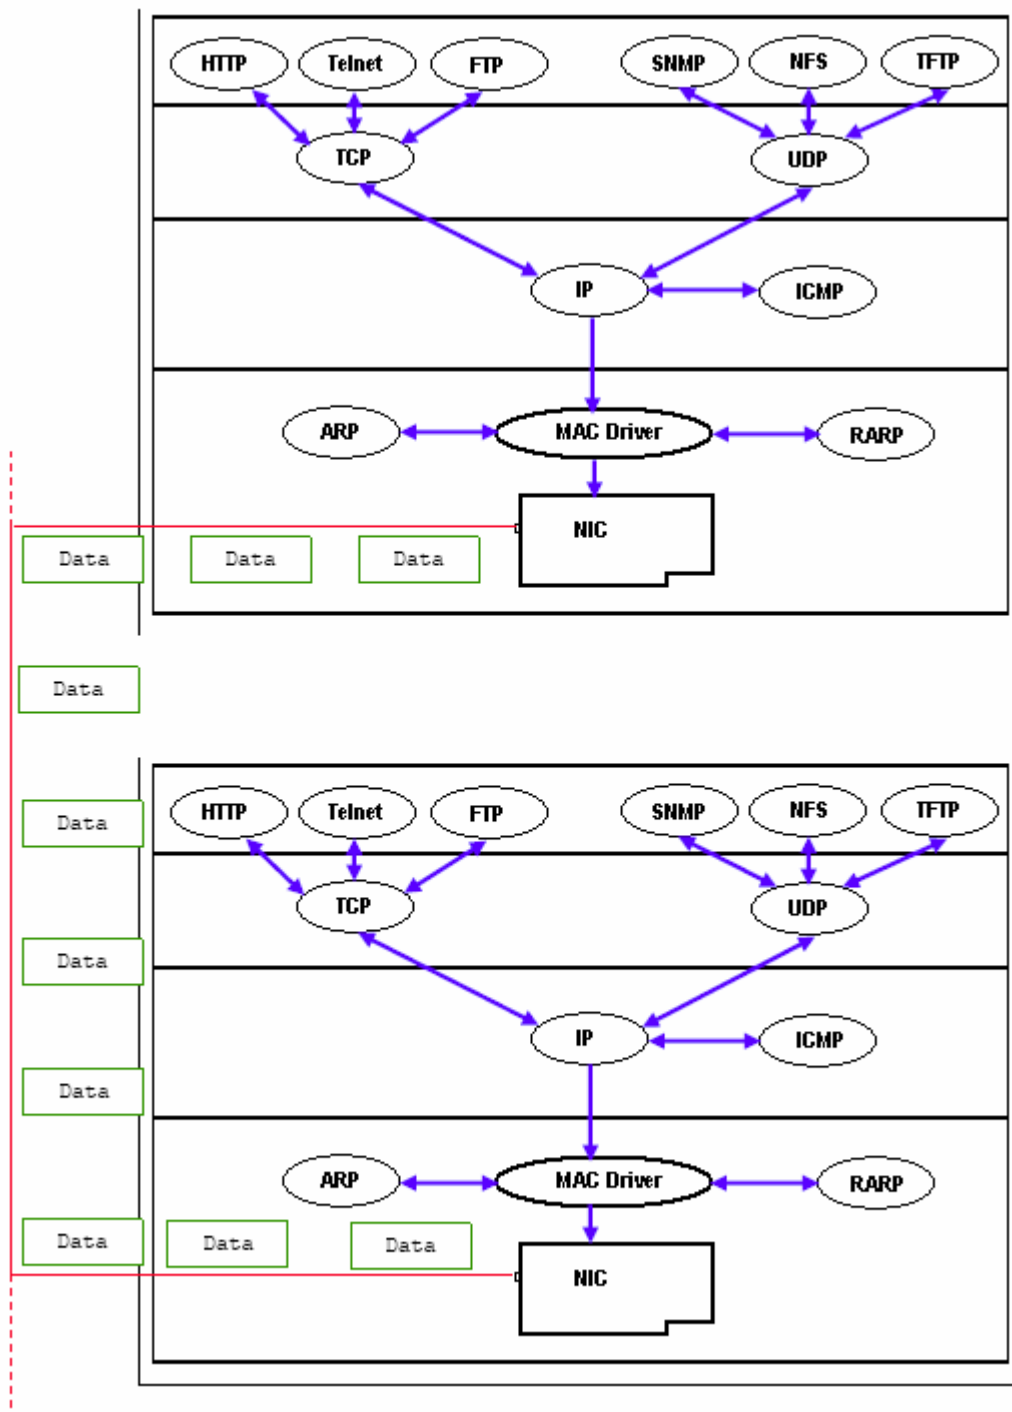 HTTP Telnet FTP SNMP NFS TFTP
TCP UDP
IP ICMP
ARP MAC Driver RARP
NIC
Data Data Data
Data
HTTP Telnet FTP SNMP NFS TFTP
Data
TCP UDP
Data
IP ICMP
Data
ARP MAC Driver RARP
Data Data Data
NIC